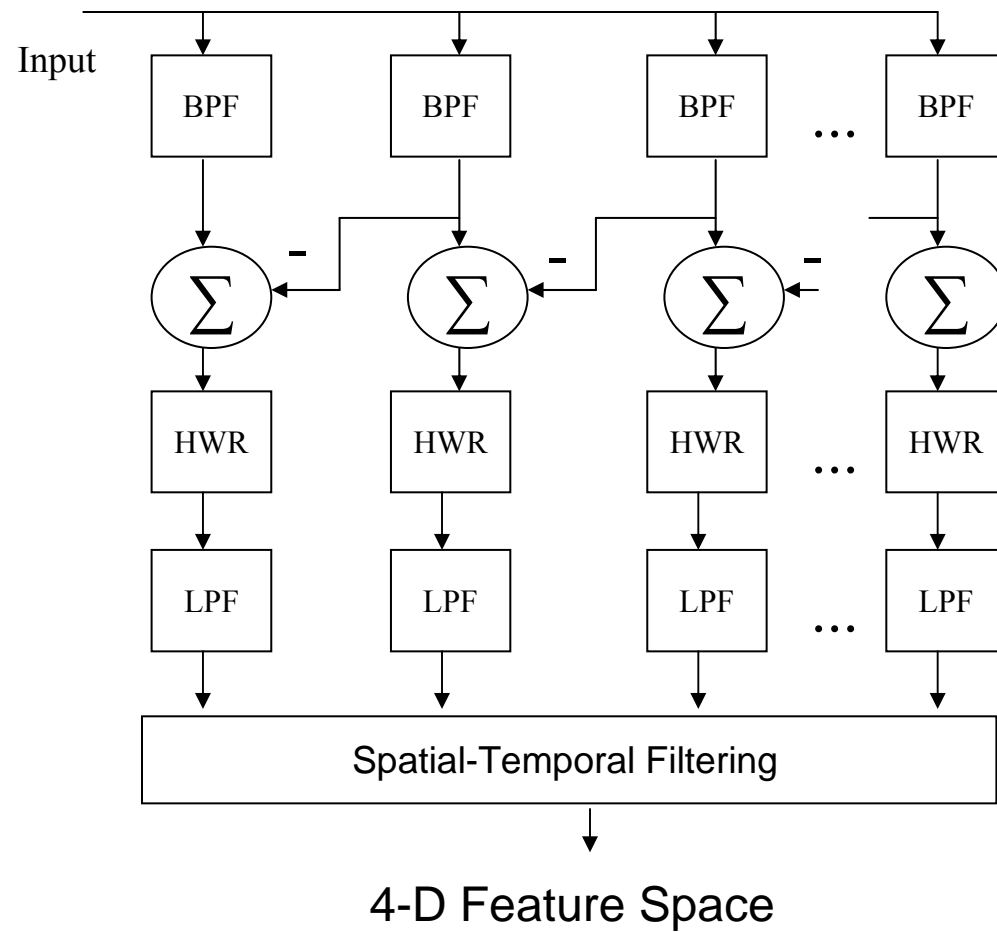 Input
BPF BPF BPF ... BPF
- - -
∑ ∑ ∑ ∑
HWR HWR HWR ... HWR
LPF LPF LPF ... LPF
Spatial-Temporal Filtering
4-D Feature Space